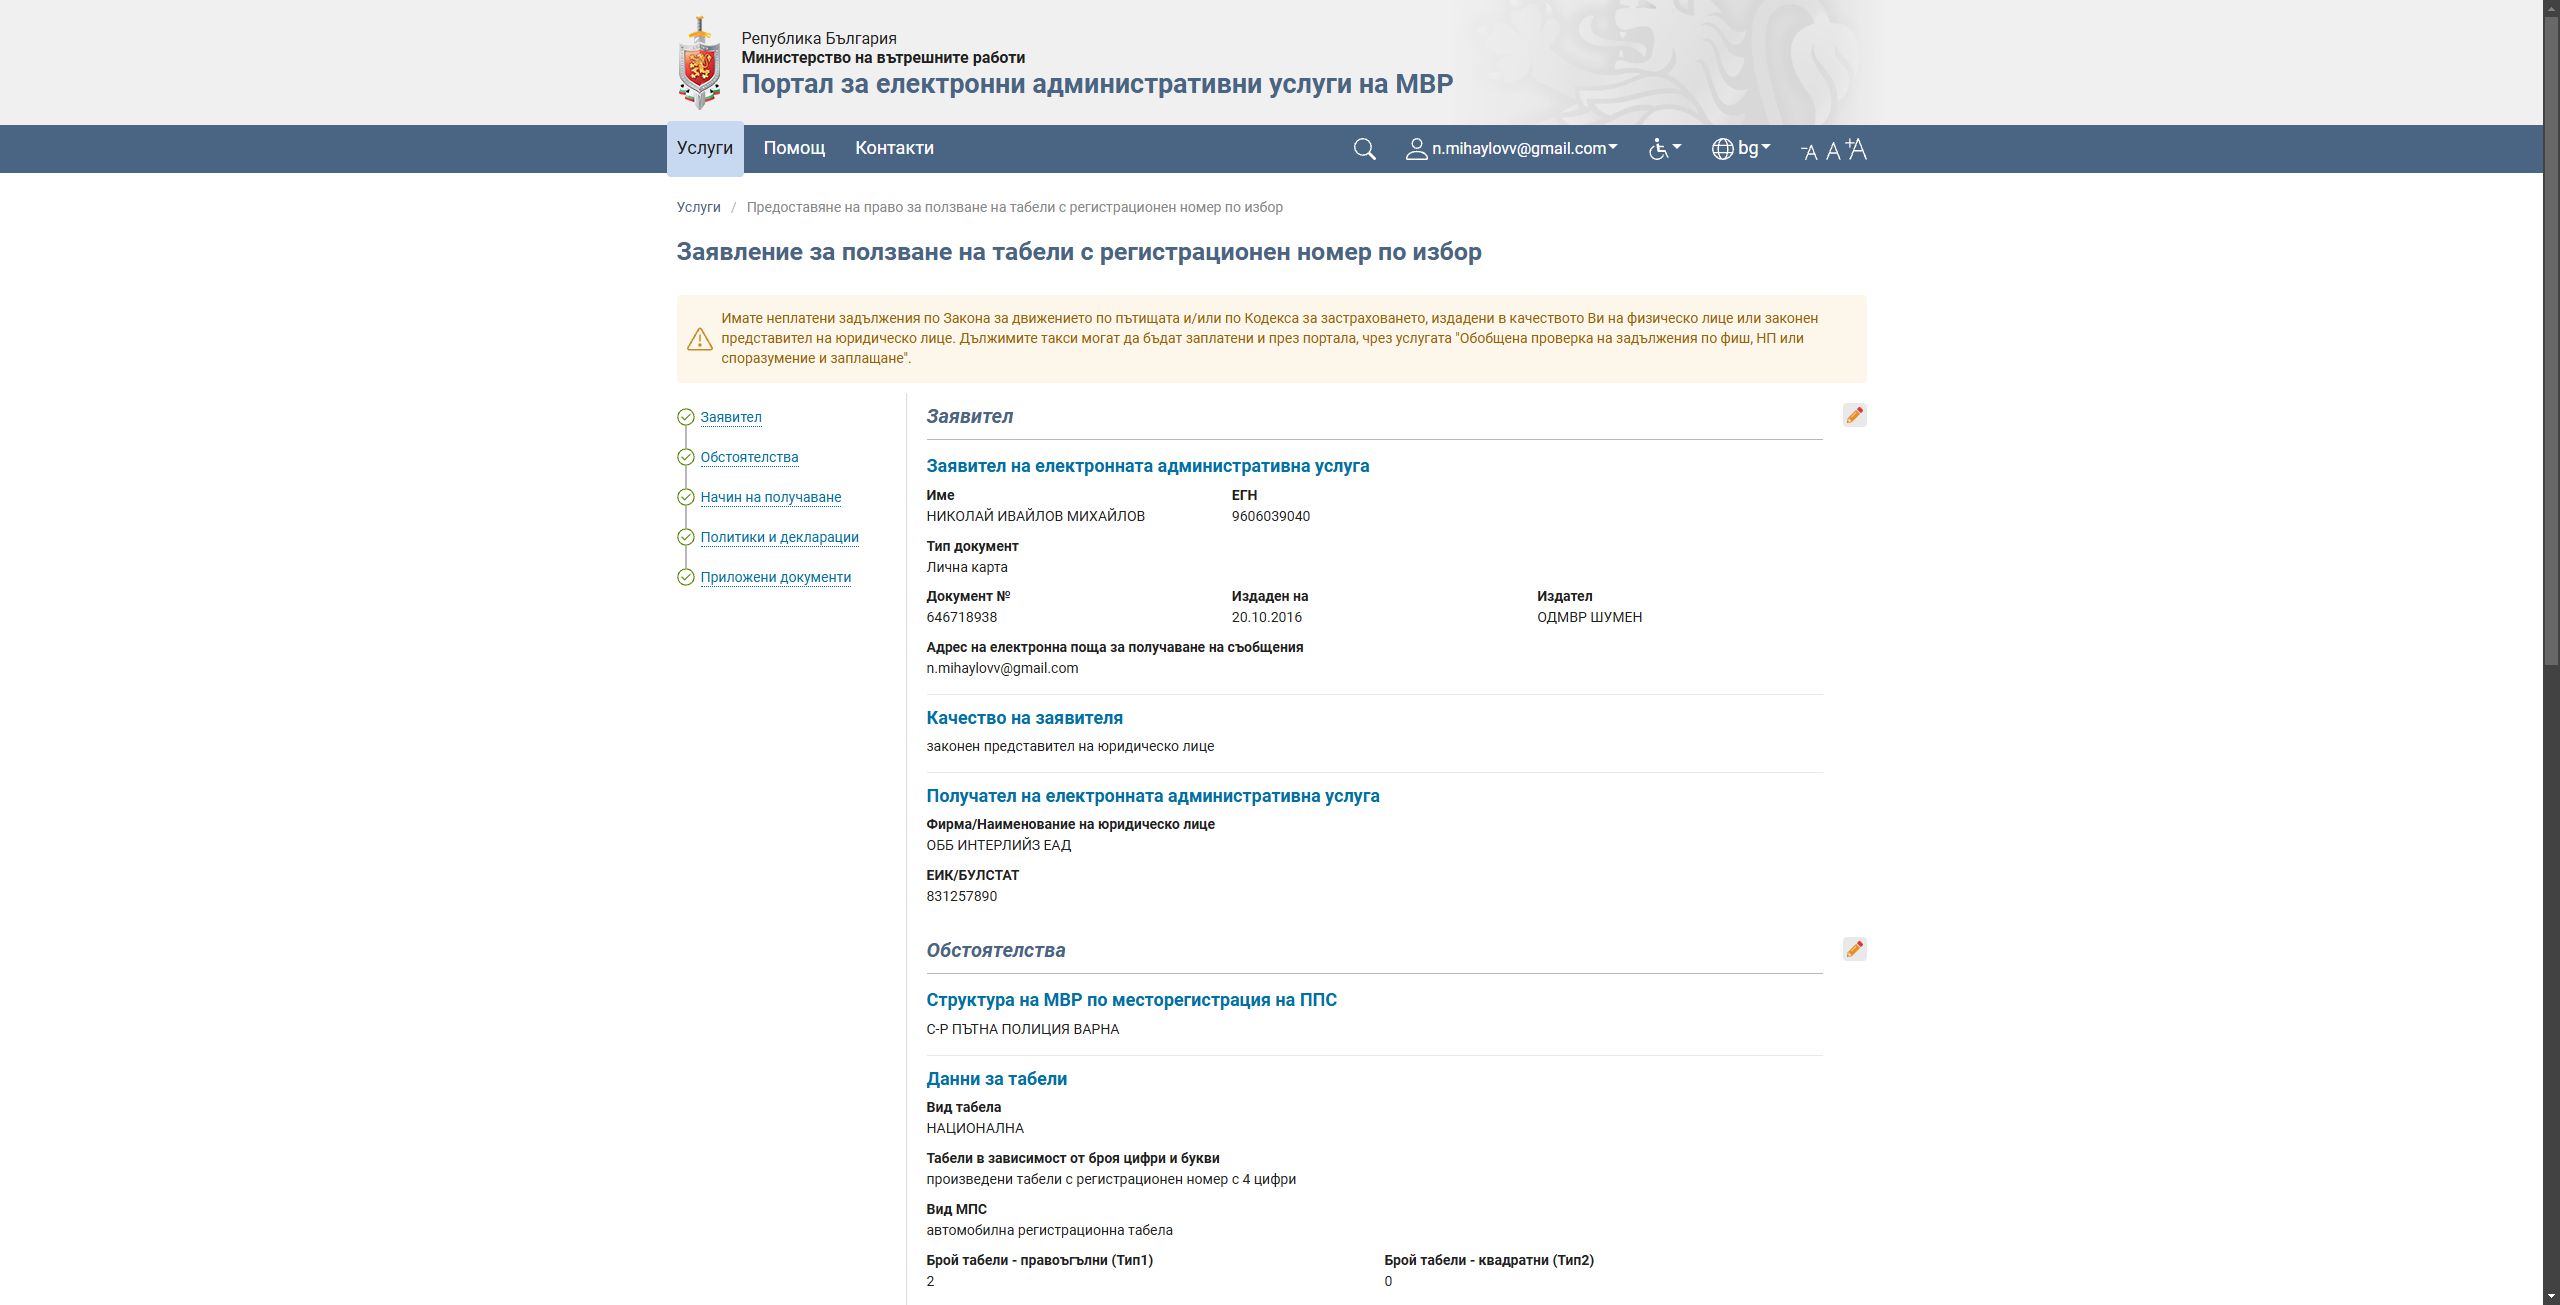 Република България
Министерство на вътрешните работи
Портал за електронни административни услуги на МВР
Услуги Помощ Контакти n.mihaylovv@gmail.com bg -A A +A
Услуги / Предоставяне на право за ползване на табели с регистрационен номер по избор
Заявление за ползване на табели с регистрационен номер по избор
Имате неплатени задължения по Закона за движението по пътищата и/или по Кодекса за застраховането, издадени в качеството Ви на физическо лице или законен
представител на юридическо лице. Дължимите такси могат да бъдат заплатени и през портала, чрез услугата "Обобщена проверка на задължения по фиш, НП или
споразумение и заплащане".
Заявител
Обстоятелства
Начин на получаване
Политики и декларации
Приложени документи
Заявител
Заявител на електронната административна услуга
Име ЕГН
НИКОЛАЙ ИВАЙЛОВ МИХАЙЛОВ 9606039040
Тип документ
Лична карта
Документ № Издаден на Издател
646718938 20.10.2016 ОДМВР ШУМЕН
Адрес на електронна поща за получаване на съобщения
n.mihaylovv@gmail.com
Качество на заявителя
законен представител на юридическо лице
Получател на електронната административна услуга
Фирма/Наименование на юридическо лице
ОББ ИНТЕРЛИЙЗ ЕАД
ЕИК/БУЛСТАТ
831257890
Обстоятелства
Структура на МВР по месторегистрация на ППС
С-Р ПЪТНА ПОЛИЦИЯ ВАРНА
Данни за табели
Вид табела
НАЦИОНАЛНА
Табели в зависимост от броя цифри и букви
произведени табели с регистрационен номер с 4 цифри
Вид МПС
автомобилна регистрационна табела
Брой табели - правоъгълни (Тип1) Брой табели - квадратни (Тип2)
2 0